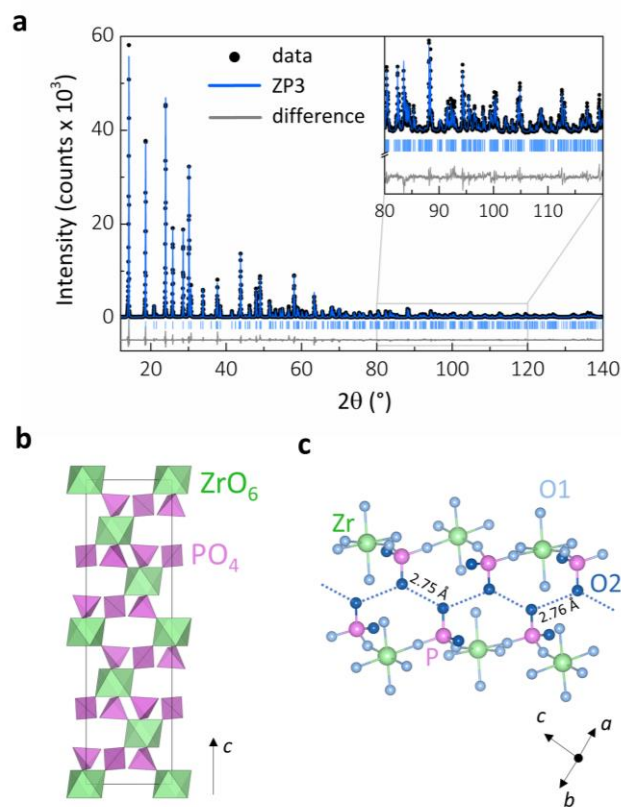 a
Intensity (counts x 10³)
60
40
20
0
data
ZP3
difference
80 90 100 110
20 40 60 80 100 120 140
2θ (°)
b
ZrO₆
PO₄
c
c
Zr
O1
O2
P
2.75 Å
2.76 Å
c
a
b